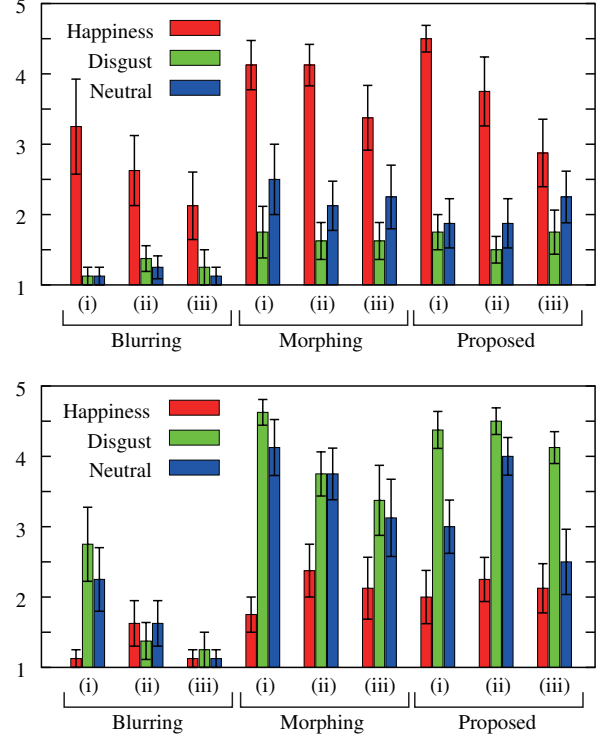 5
Happiness
Disgust
4
Neutral
3
2
1
(i) (ii) (iii) (i) (ii) (iii) (i) (ii) (iii)
Blurring Morphing Proposed
5
Happiness
Disgust
4
Neutral
3
2
1
(i) (ii) (iii) (i) (ii) (iii) (i) (ii) (iii)
Blurring Morphing Proposed